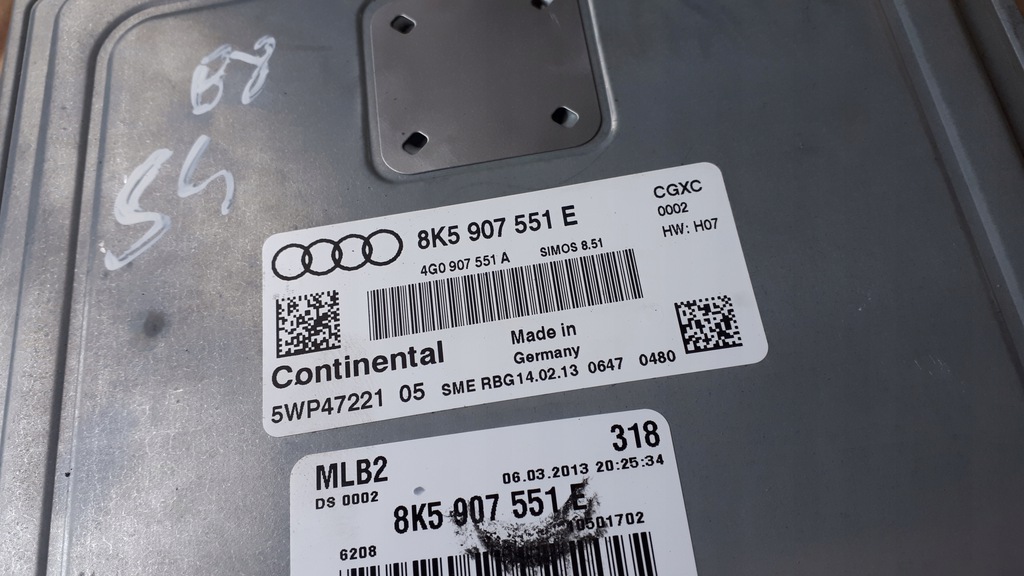 B8
S4
8K5 907 551 E
CGXC
0002
HW: H07
4G0 907 551 A SIMOS 8.51
Continental
Made in
Germany
5WP47221 05 SME RBG14.02.13 0647 0480
MLB2
318
DS 0002
06.03.2013 20:25:34
8K5 907 551 E
6208
0501702